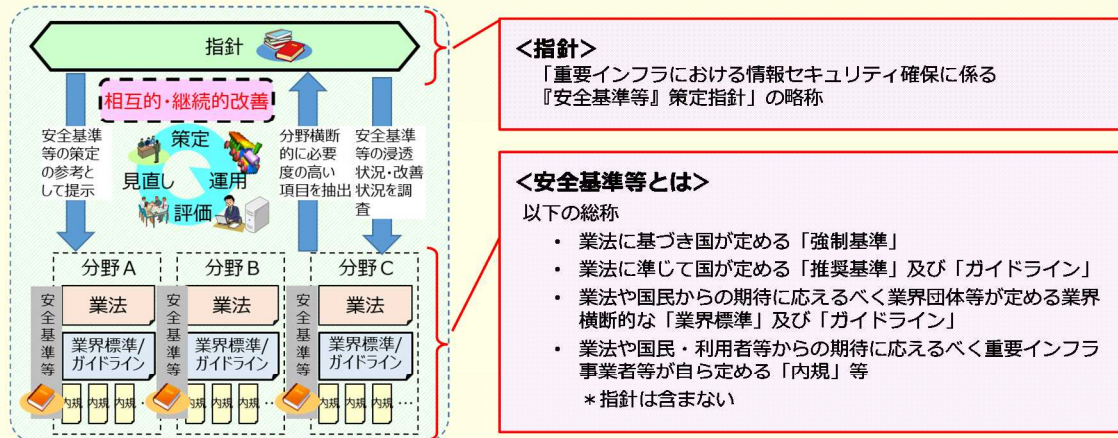 指針
相互的・継続的改善
安全基準
等の策定
の参考と
して提示
策定
運用
評価
見直し
分野横断
的に必要
度の高い
項目を抽出
安全基準
等の浸透
状況・改善
状況を調
査
分野A
安全基準等
業法
業界標準/
ガイドライン
内規 内規 内規 …
分野B
安全基準等
業法
業界標準/
ガイドライン
内規 内規 内規 …
分野C
安全基準等
業法
業界標準/
ガイドライン
内規 内規 内規 …
<指針>
「重要インフラにおける情報セキュリティ確保に係る
『安全基準等』策定指針」の略称
<安全基準等とは>
以下の総称
・ 業法に基づき国が定める「強制基準」
・ 業法に準じて国が定める「推奨基準」及び「ガイドライン」
・ 業法や国民からの期待に応えるべく業界団体等が定める業界
横断的な「業界標準」及び「ガイドライン」
・ 業法や国民・利用者等からの期待に応えるべく重要インフラ
事業者等が自ら定める「内規」等
＊指針は含まない